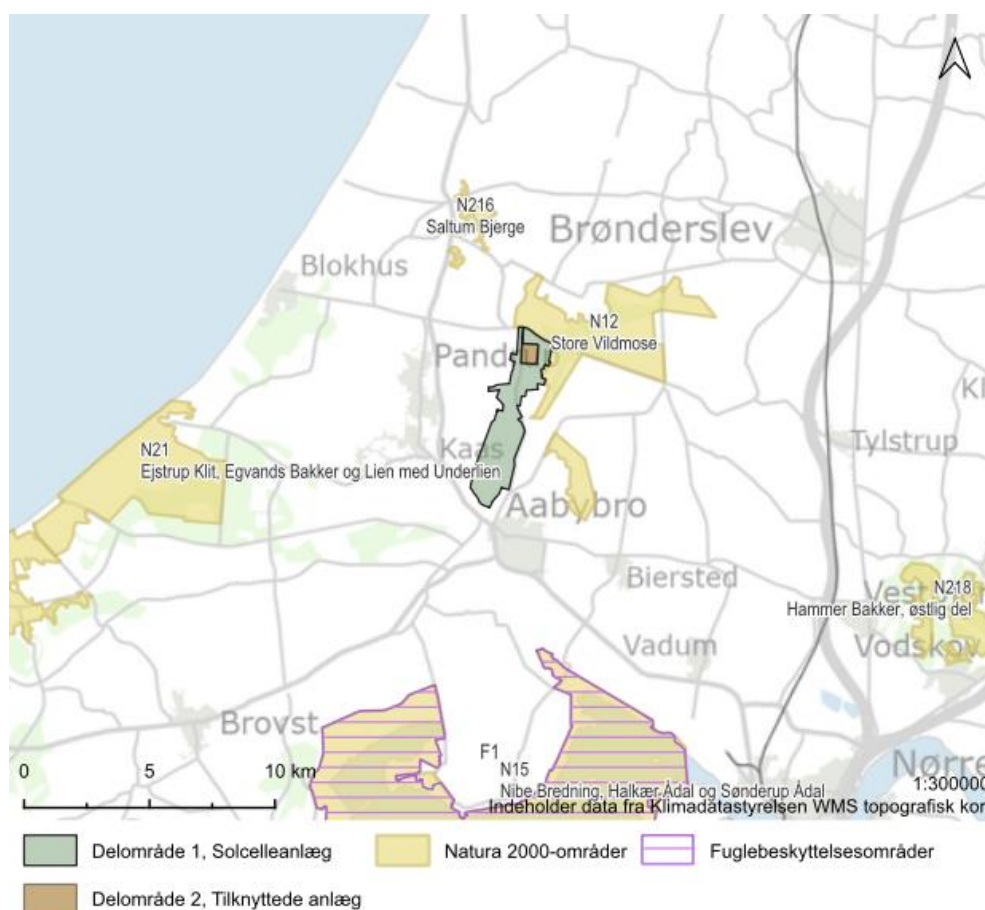 N216
Saltum Bjerge
Brønderslev
Blokhus
N12
Store Vildmose
Pand
N21
Ejstrup Klit, Egvands Bakker og Lien med Underlien
Kaas
Tylstrup
Aabybro
Biersted
N218
Hammer Bakker, østlig del
Vadum
Vodskov
Brovst
F1
N15
Nibe Bredning, Halkær Ådal og Sønderup Ådal
Nørre
0 5 10 km
1:300000
Indeholder data fra Klimadatastyrelsen WMS topografisk kor
Delområde 1, Solcelleanlæg
Natura 2000-områder
Fuglebeskyttelsesområder
Delområde 2, Tilknyttede anlæg